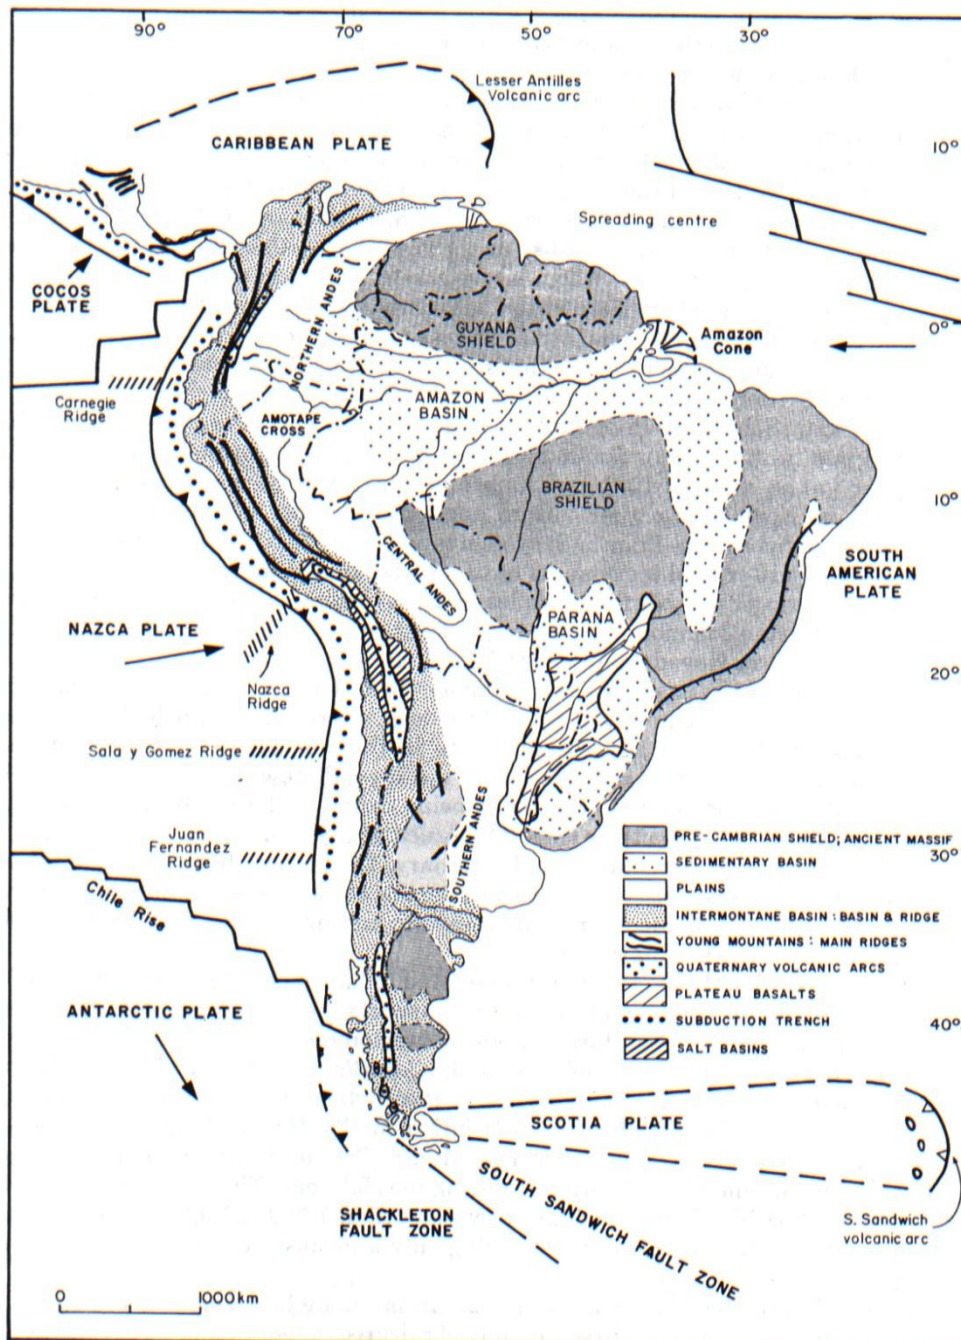 90°
70°
50°
30°
Lesser Antilles
Volcanic arc
CARIBBEAN PLATE
10°
Spreading centre
COCOS
PLATE
NORTHERN ANDES
GUYANA
SHIELD
Amazon
Cone
0°
Carnegie
Ridge
AMOTAPE
CROSS
AMAZON
BASIN
BRAZILIAN
SHIELD
10°
CENTRAL ANDES
SOUTH
AMERICAN
PLATE
PARANA
BASIN
NAZCA PLATE
Nazca
Ridge
20°
Sala y Gomez Ridge
Juan
Fernandez
Ridge
SOUTHERN ANDES
PRE-CAMBRIAN SHIELD; ANCIENT MASSIF
30°
SEDIMENTARY BASIN
PLAINS
INTERMONTANE BASIN : BASIN & RIDGE
YOUNG MOUNTAINS : MAIN RIDGES
QUATERNARY VOLCANIC ARCS
PLATEAU BASALTS
SUBDUCTION TRENCH
40°
SALT BASINS
Chile Rise
ANTARCTIC PLATE
SCOTIA PLATE
SOUTH SANDWICH FAULT ZONE
SHACKLETON
FAULT ZONE
S. Sandwich
volcanic arc
0 1000 km